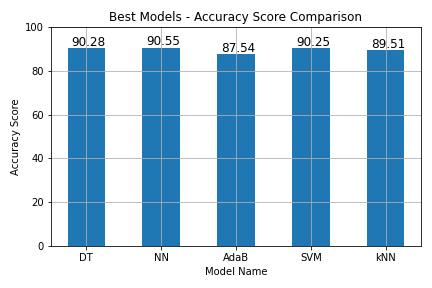 Best Models - Accuracy Score Comparison
100
80
60
40
20
0
Accuracy Score
90.28
90.55
87.54
90.25
89.51
DT
NN
AdaB
SVM
kNN
Model Name